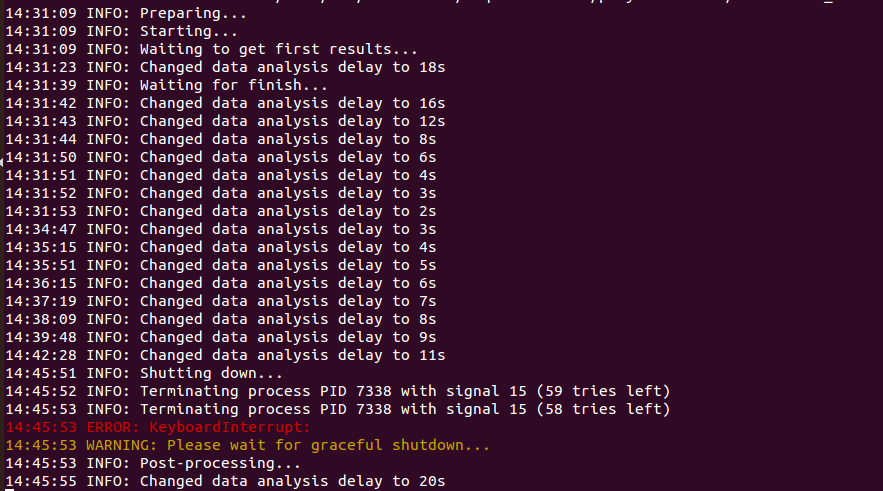 14:31:09 INFO: Preparing...
14:31:09 INFO: Starting...
14:31:09 INFO: Waiting to get first results...
14:31:23 INFO: Changed data analysis delay to 18s
14:31:39 INFO: Waiting for finish...
14:31:42 INFO: Changed data analysis delay to 16s
14:31:43 INFO: Changed data analysis delay to 12s
14:31:44 INFO: Changed data analysis delay to 8s
14:31:50 INFO: Changed data analysis delay to 6s
14:31:51 INFO: Changed data analysis delay to 4s
14:31:52 INFO: Changed data analysis delay to 3s
14:31:53 INFO: Changed data analysis delay to 2s
14:34:47 INFO: Changed data analysis delay to 3s
14:35:15 INFO: Changed data analysis delay to 4s
14:35:51 INFO: Changed data analysis delay to 5s
14:36:15 INFO: Changed data analysis delay to 6s
14:37:19 INFO: Changed data analysis delay to 7s
14:38:09 INFO: Changed data analysis delay to 8s
14:39:48 INFO: Changed data analysis delay to 9s
14:42:28 INFO: Changed data analysis delay to 11s
14:45:51 INFO: Shutting down...
14:45:52 INFO: Terminating process PID 7338 with signal 15 (59 tries left)
14:45:53 INFO: Terminating process PID 7338 with signal 15 (58 tries left)
14:45:53 ERROR: KeyboardInterrupt:
14:45:53 WARNING: Please wait for graceful shutdown...
14:45:53 INFO: Post-processing...
14:45:55 INFO: Changed data analysis delay to 20s